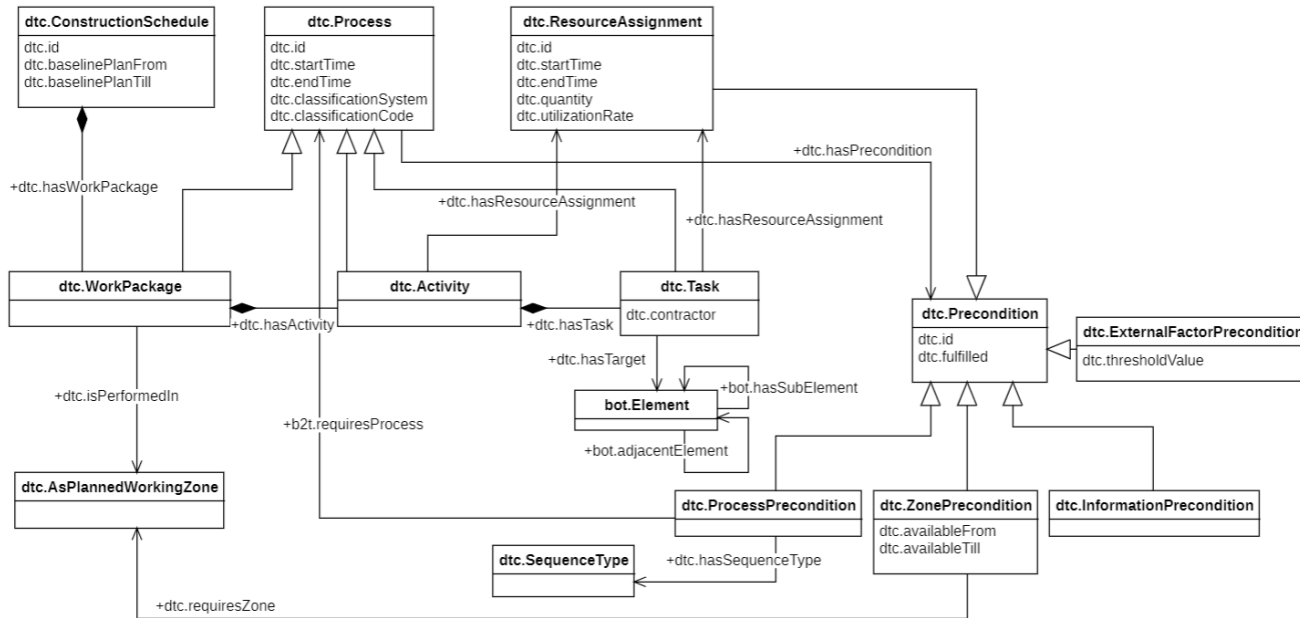 dtc.ConstructionSchedule
dtc.id
dtc.baselinePlanFrom
dtc.baselinePlanTill
dtc.Process
dtc.id
dtc.startTime
dtc.endTime
dtc.classificationSystem
dtc.classificationCode
dtc.ResourceAssignment
dtc.id
dtc.startTime
dtc.endTime
dtc.quantity
dtc.utilizationRate
+dtc.hasPrecondition
+dtc.hasWorkPackage
+dtc.hasResourceAssignment
+dtc.hasResourceAssignment
dtc.WorkPackage
+dtc.hasActivity
dtc.Activity
+dtc.hasTask
dtc.Task
dtc.contractor
dtc.Precondition
dtc.id
dtc.fulfilled
dtc.ExternalFactorPrecondition
dtc.thresholdValue
+dtc.hasTarget
+dtc.isPerformedIn
+bot.hasSubElement
bot.Element
+b2t.requiresProcess
+bot.adjacentElement
dtc.AsPlannedWorkingZone
dtc.ProcessPrecondition
dtc.ZonePrecondition
dtc.availableFrom
dtc.availableTill
dtc.InformationPrecondition
dtc.SequenceType
+dtc.hasSequenceType
+dtc.requiresZone